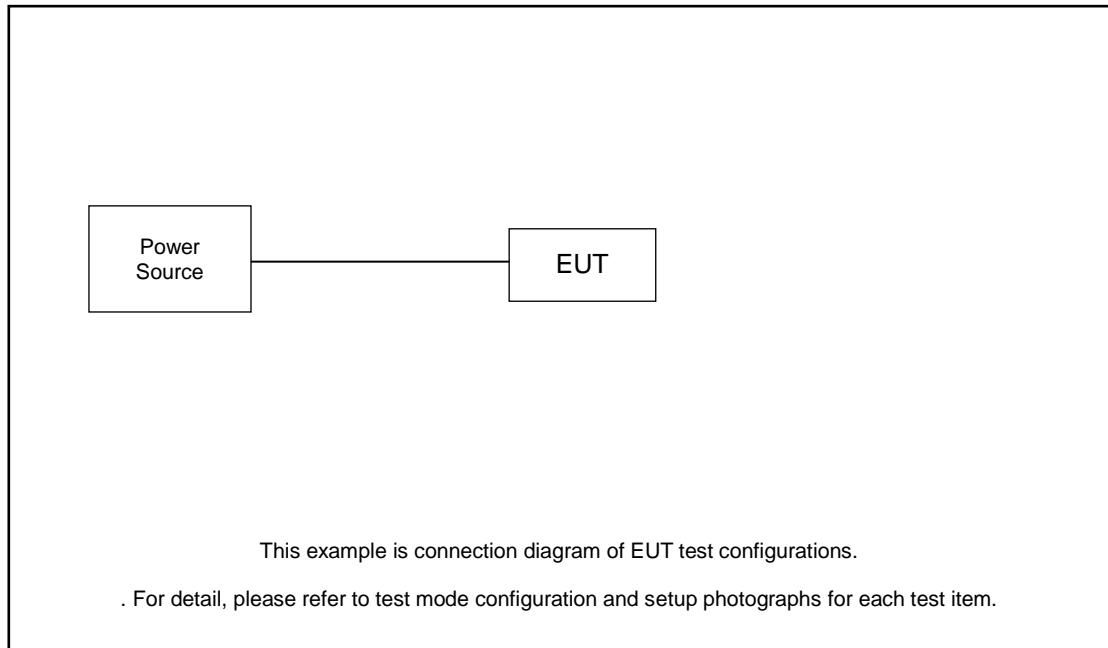 Power
Source
EUT
This example is connection diagram of EUT test configurations.
. For detail, please refer to test mode configuration and setup photographs for each test item.